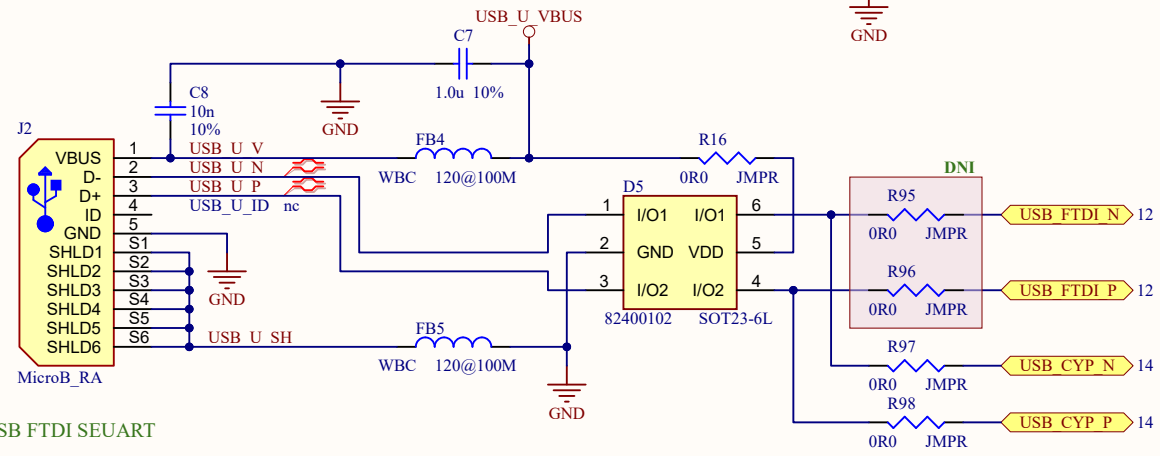 USB_U_VBUS
GND
C7
1.0u 10%
C8
10n
10%
GND
J2
VBUS 1 USB_U_V
D- 2 USB_U_N
D+ 3 USB_U_P
ID 4 USB_U_ID nc
GND 5
SHLD1 S1
SHLD2 S2
SHLD3 S3
SHLD4 S4
SHLD5 S5
SHLD6 S6 USB_U_SH
MicroB_RA
GND
FB4
WBC 120@100M
FB5
WBC 120@100M
GND
R16
0R0 JMPR
D5
1 I/O1 I/O1 6
2 GND VDD 5
3 I/O2 I/O2 4
82400102 SOT23-6L
DNI
R95
0R0 JMPR
USB_FTDI_N 12
R96
0R0 JMPR
USB_FTDI_P 12
R97
0R0 JMPR
USB_CYP_N 14
R98
0R0 JMPR
USB_CYP_P 14
SB FTDI SEUART